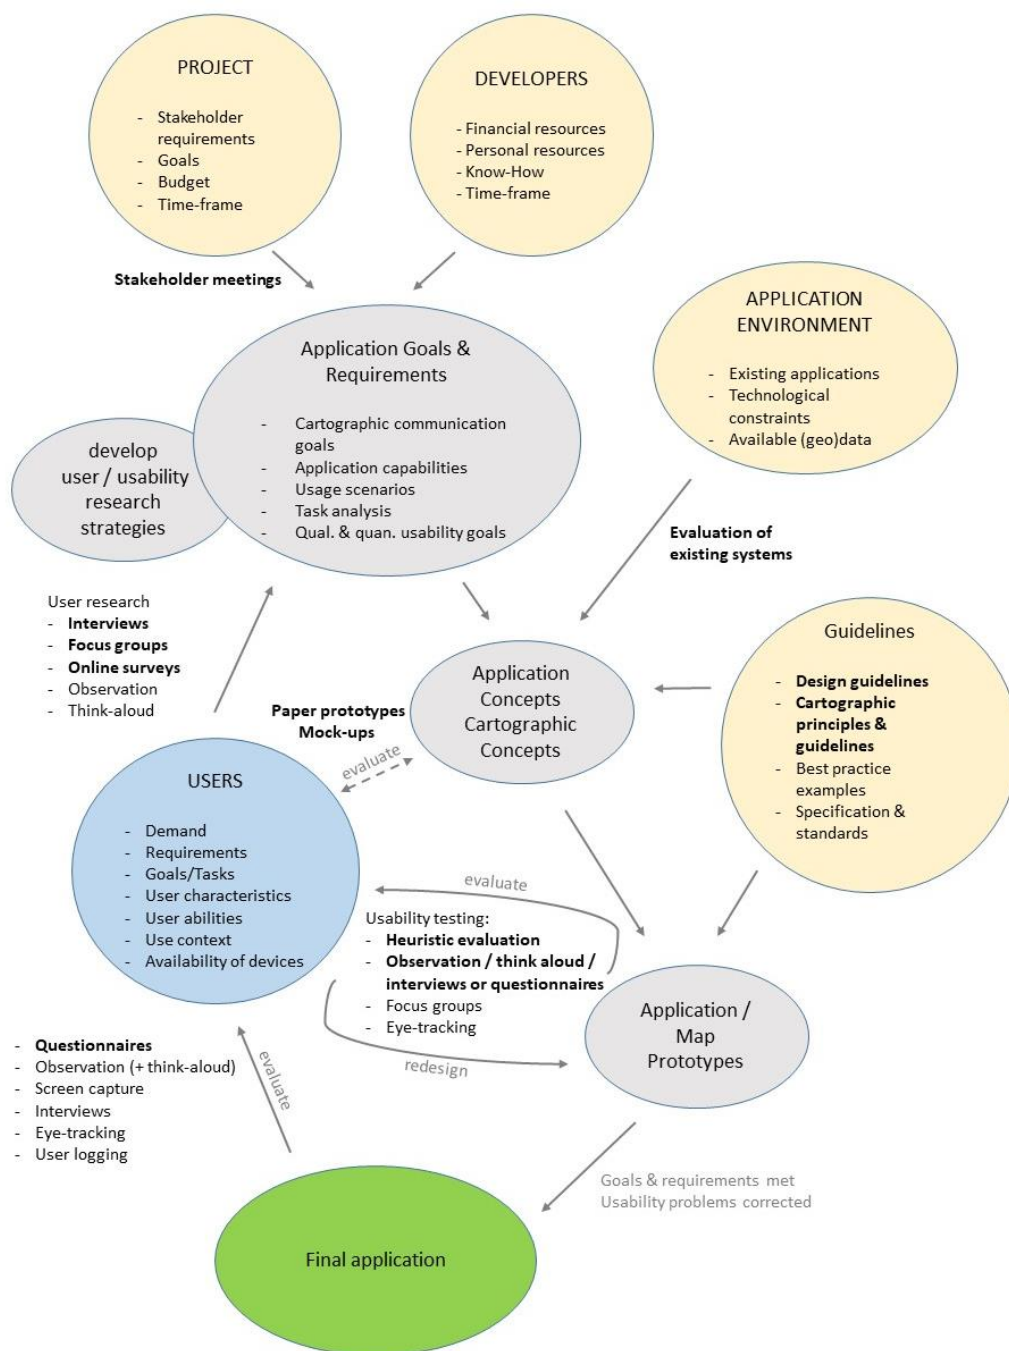 PROJECT
- Stakeholder
requirements
- Goals
- Budget
- Time-frame
DEVELOPERS
- Financial resources
- Personal resources
- Know-How
- Time-frame
Stakeholder meetings
APPLICATION
ENVIRONMENT
- Existing applications
- Technological
constraints
- Available (geo)data
Application Goals &
Requirements
- Cartographic communication
goals
- Application capabilities
- Usage scenarios
- Task analysis
- Qual. & quan. usability goals
develop
user / usability
research
strategies
Evaluation of
existing systems
User research
- Interviews
- Focus groups
- Online surveys
- Observation
- Think-aloud
Guidelines
- Design guidelines
- Cartographic
principles &
guidelines
- Best practice
examples
- Specification &
standards
Application
Concepts
Cartographic
Concepts
Paper prototypes
Mock-ups
evaluate
USERS
- Demand
- Requirements
- Goals/Tasks
- User characteristics
- User abilities
- Use context
- Availability of devices
evaluate
Usability testing:
- Heuristic evaluation
- Observation / think aloud /
interviews or questionnaires
- Focus groups
- Eye-tracking
redesign
Application /
Map
Prototypes
- Questionnaires
- Observation (+ think-aloud)
- Screen capture
- Interviews
- Eye-tracking
- User logging
evaluate
Goals & requirements met
Usability problems corrected
Final application